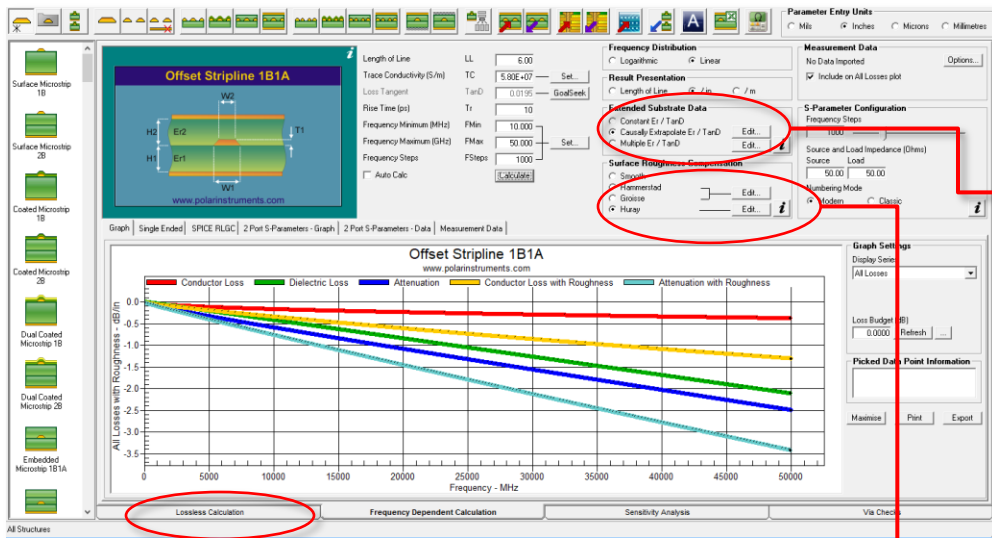 Parameter Entry Units
Mils
Inches
Microns
Millimetres
Surface Microstrip
1B
Surface Microstrip
2B
Coated Microstrip
1B
Coated Microstrip
2B
Dual Coated
Microstrip 1B
Dual Coated
Microstrip 2B
Embedded
Microstrip 1B1A
Offset Stripline 1B1A
W2
H2
Er2
T1
H1
Er1
W1
www.polarinstruments.com
i
Length of Line LL 6.00
Trace Conductivity (S/m) TC 5.80E+07 Set...
Loss Tangent TanD 0.0195 GoalSeek
Rise Time (ps) Tr 10
Frequency Minimum (MHz) FMin 10.000
Frequency Maximum (GHz) FMax 50.000 Set...
Frequency Steps FSteps 1000
Auto Calc Calculate
Frequency Distribution
Logarithmic Linear
Result Presentation
Length of Line / in / m
Extended Substrate Data
Constant Er / TanD
Causally Extrapolate Er / TanD Edit...
Multiple Er / TanD Edit... i
Surface Roughness Compensation
Smooth
Hammerstad
Groisse Edit...
Huray Edit... i
Measurement Data
No Data Imported Options...
Include on All Losses plot
S-Parameter Configuration
Frequency Steps
1000
Source and Load Impedance (Ohms)
Source Load
50.00 50.00
Numbering Mode
Modern Classic i
Graph Single Ended SPICE RLGC 2 Port S-Parameters - Graph 2 Port S-Parameters - Data Measurement Data
Offset Stripline 1B1A
www.polarinstruments.com
Conductor Loss Dielectric Loss Attenuation Conductor Loss with Roughness Attenuation with Roughness
All Losses with Roughness - dB/in
0.0
-0.5
-1.0
-1.5
-2.0
-2.5
-3.0
-3.5
0 5000 10000 15000 20000 25000 30000 35000 40000 45000 50000
Frequency - MHz
Graph Settings
Display Series
All Losses
Loss Budget (dB)
0.0000 Refresh ...
Picked Data Point Information
Maximise Print Export
Lossless Calculation Frequency Dependent Calculation Sensitivity Analysis Via Checks
All Structures